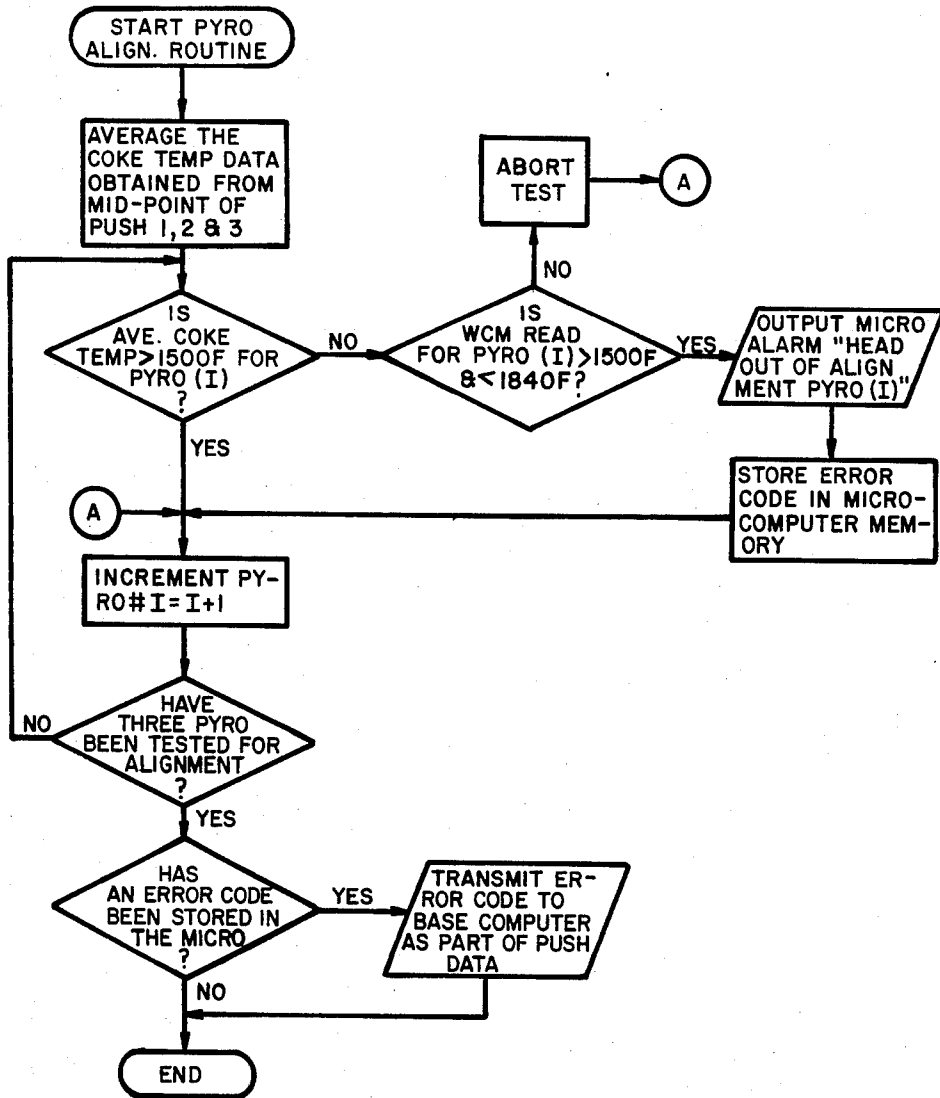 START PYRO
ALIGN. ROUTINE
AVERAGE THE
COKE TEMP DATA
OBTAINED FROM
MID-POINT OF
PUSH 1, 2 & 3
ABORT
TEST
A
NO
IS
AVE. COKE
TEMP>1500F FOR
PYRO (I)
?
NO
IS
WCM READ
FOR PYRO (I)>1500F
&<1840F?
YES
OUTPUT MICRO
ALARM "HEAD
OUT OF ALIGN
MENT PYRO (I)"
YES
A
STORE ERROR
CODE IN MICRO-
COMPUTER MEM-
ORY
INCREMENT PY-
RO# I=I+1
NO
HAVE
THREE PYRO
BEEN TESTED FOR
ALIGNMENT
?
YES
HAS
AN ERROR CODE
BEEN STORED IN
THE MICRO
?
YES
TRANSMIT ER-
ROR CODE TO
BASE COMPUTER
AS PART OF PUSH
DATA
NO
END